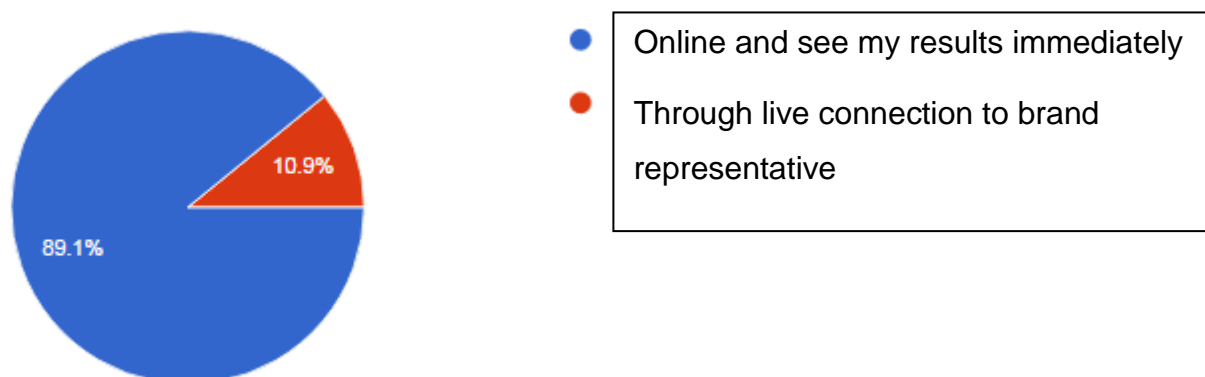 Online and see my results immediately
Through live connection to brand
representative
10.9%
89.1%